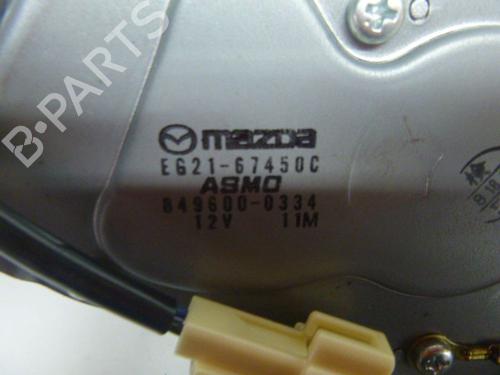 B-PARTS
mazda
EG21-67450C
ASMO
849600-0334
12V 11M